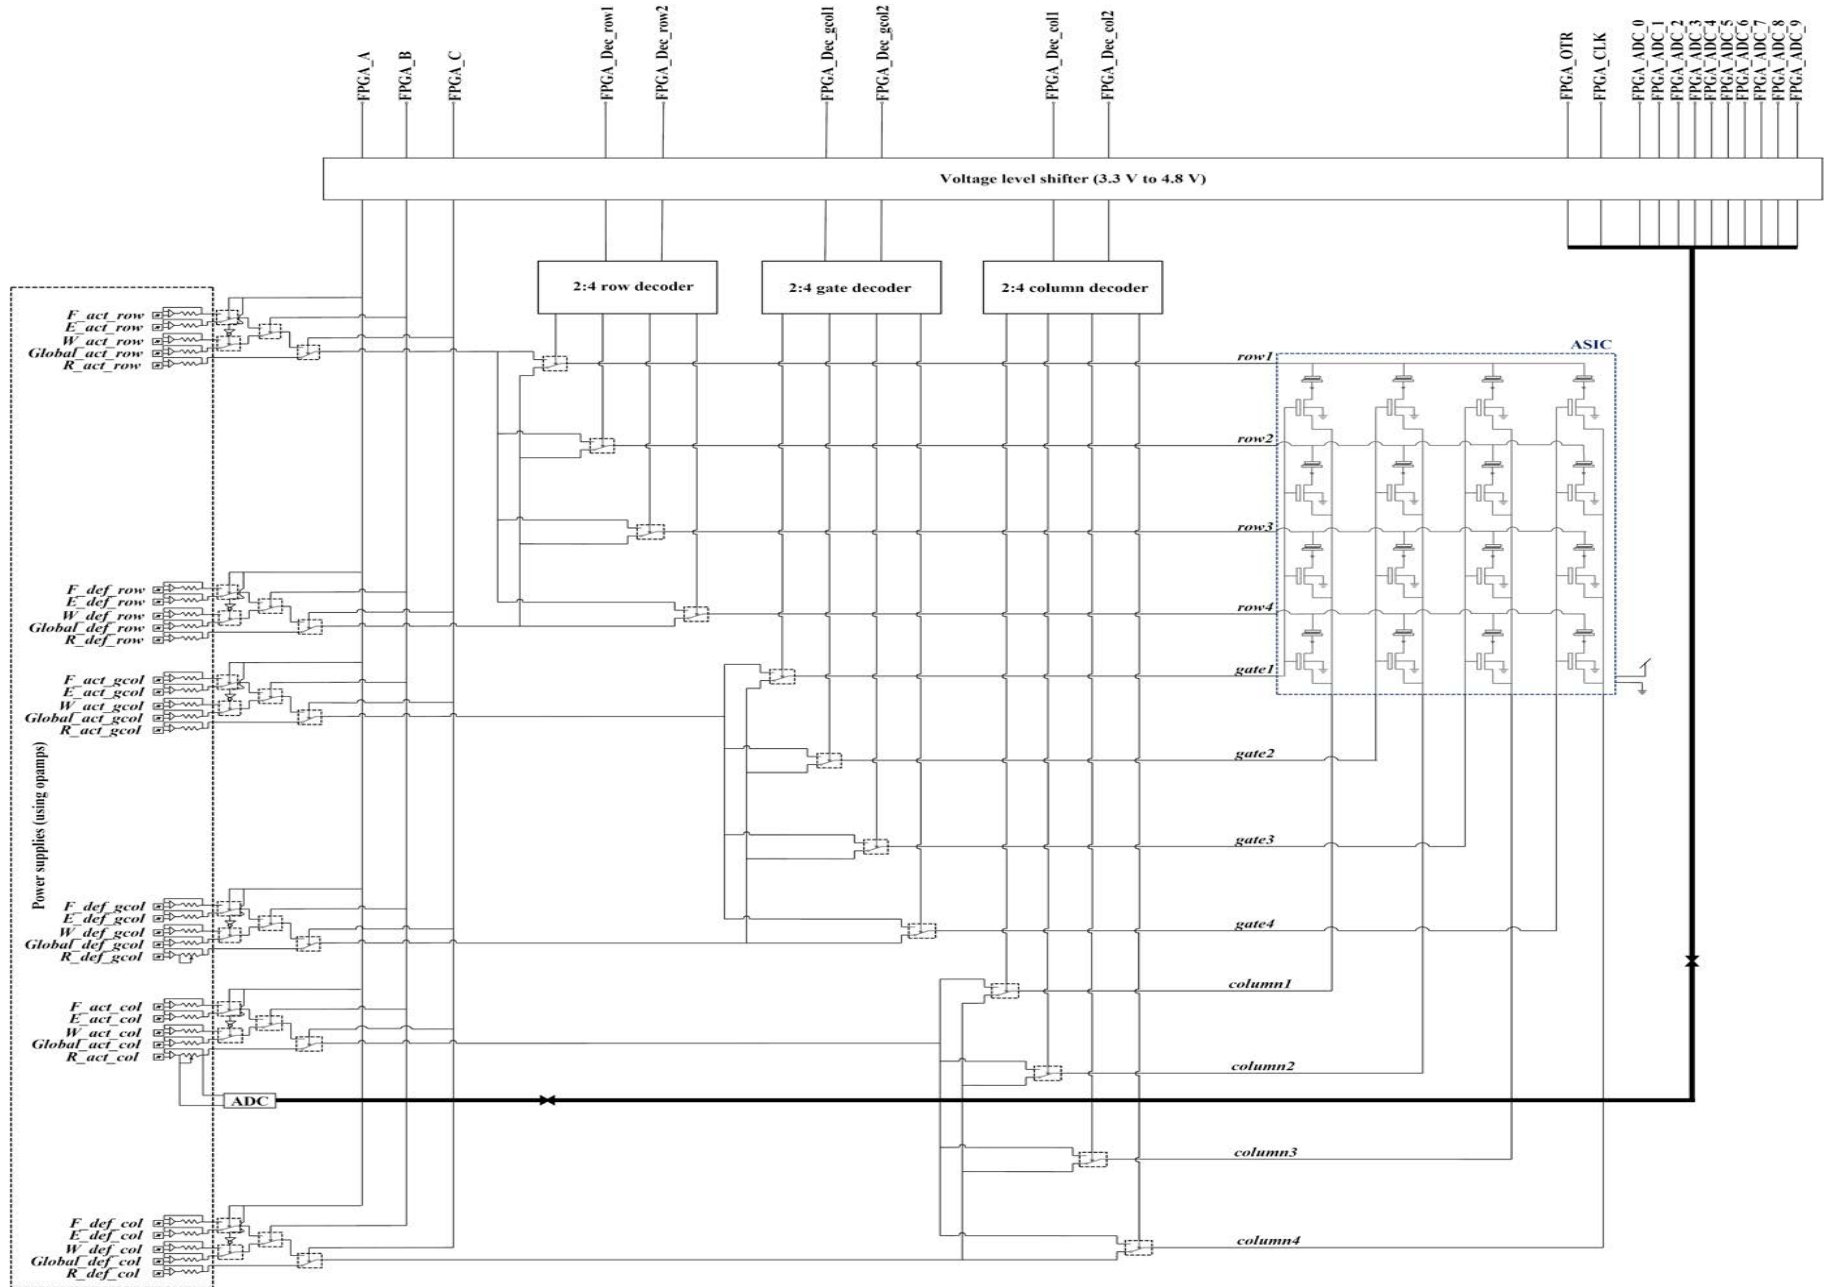 FPGA_A
FPGA_B
FPGA_C
FPGA_Dec_row1
FPGA_Dec_row2
FPGA_Dec_gcol1
FPGA_Dec_gcol2
FPGA_Dec_col1
FPGA_Dec_col2
FPGA_OTR
FPGA_CLK
FPGA_ADC_0
FPGA_ADC_1
FPGA_ADC_2
FPGA_ADC_3
FPGA_ADC_4
FPGA_ADC_5
FPGA_ADC_6
FPGA_ADC_7
FPGA_ADC_8
FPGA_ADC_9
Voltage level shifter (3.3 V to 4.8 V)
2:4 row decoder
2:4 gate decoder
2:4 column decoder
F_act_row
E_act_row
W_act_row
Global_act_row
R_act_row
ASIC
row1
row2
row3
row4
F_def_row
E_def_row
W_def_row
Global_def_row
R_def_row
F_act_gcol
E_act_gcol
W_act_gcol
Global_act_gcol
R_act_gcol
gate1
gate2
gate3
gate4
Power supplies (using opamps)
F_def_gcol
E_def_gcol
W_def_gcol
Global_def_gcol
R_def_gcol
F_act_col
E_act_col
W_act_col
Global_act_col
R_act_col
column1
column2
ADC
column3
column4
F_def_col
E_def_col
W_def_col
Global_def_col
R_def_col